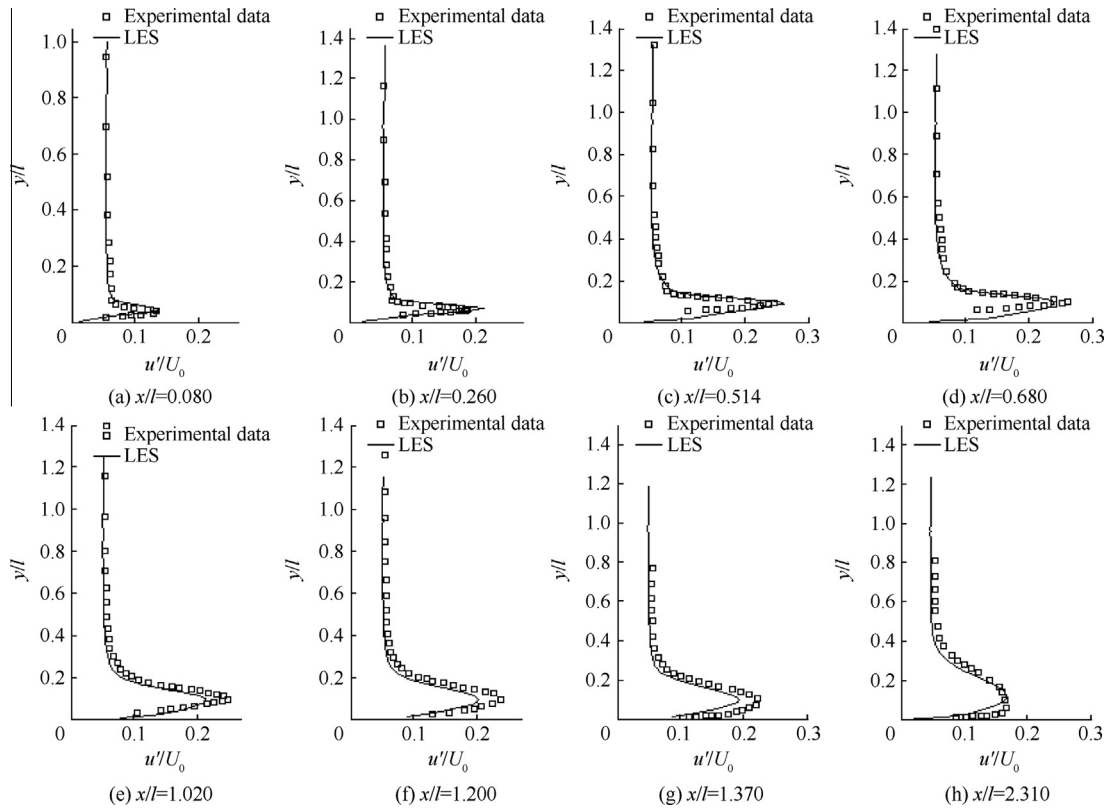 Experimental data
LES
1.0
0.8
0.6
0.4
0.2
0
0.2
y/l
u'/U0
(a) x/l=0.080
Experimental data
LES
1.4
1.2
1.0
0.8
0.6
0.4
0.2
0
0.1
0.2
y/l
u'/U0
(b) x/l=0.260
Experimental data
LES
1.4
1.2
1.0
0.8
0.6
0.4
0.2
0
0.1
0.2
0.3
y/l
u'/U0
(c) x/l=0.514
Experimental data
LES
1.4
1.2
1.0
0.8
0.6
0.4
0.2
0
0.1
0.2
0.3
y/l
u'/U0
(d) x/l=0.680
Experimental data
LES
1.4
1.2
1.0
0.8
0.6
0.4
0.2
0
0.1
0.2
y/l
u'/U0
(e) x/l=1.020
Experimental data
LES
1.4
1.2
1.0
0.8
0.6
0.4
0.2
0
0.1
0.2
y/l
u'/U0
(f) x/l=1.200
Experimental data
LES
1.4
1.2
1.0
0.8
0.6
0.4
0.2
0
0.1
0.2
0.3
y/l
u'/U0
(g) x/l=1.370
Experimental data
LES
1.4
1.2
1.0
0.8
0.6
0.4
0.2
0
0.1
0.2
0.3
y/l
u'/U0
(h) x/l=2.310